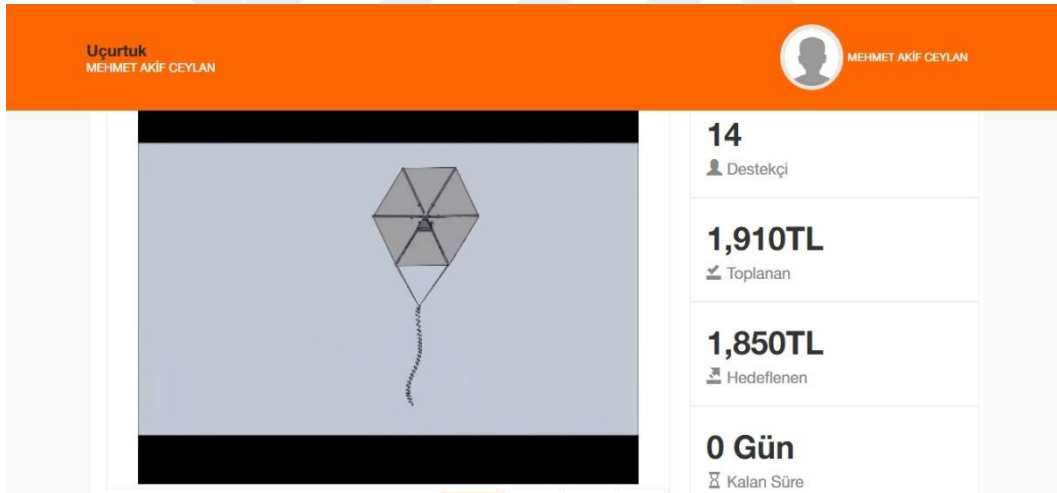 Uçurtuk
MEHMET AKİF CEYLAN
MEHMET AKİF CEYLAN
14
Destekçi
1,910TL
Toplanan
1,850TL
Hedeflenen
0 Gün
Kalan Süre